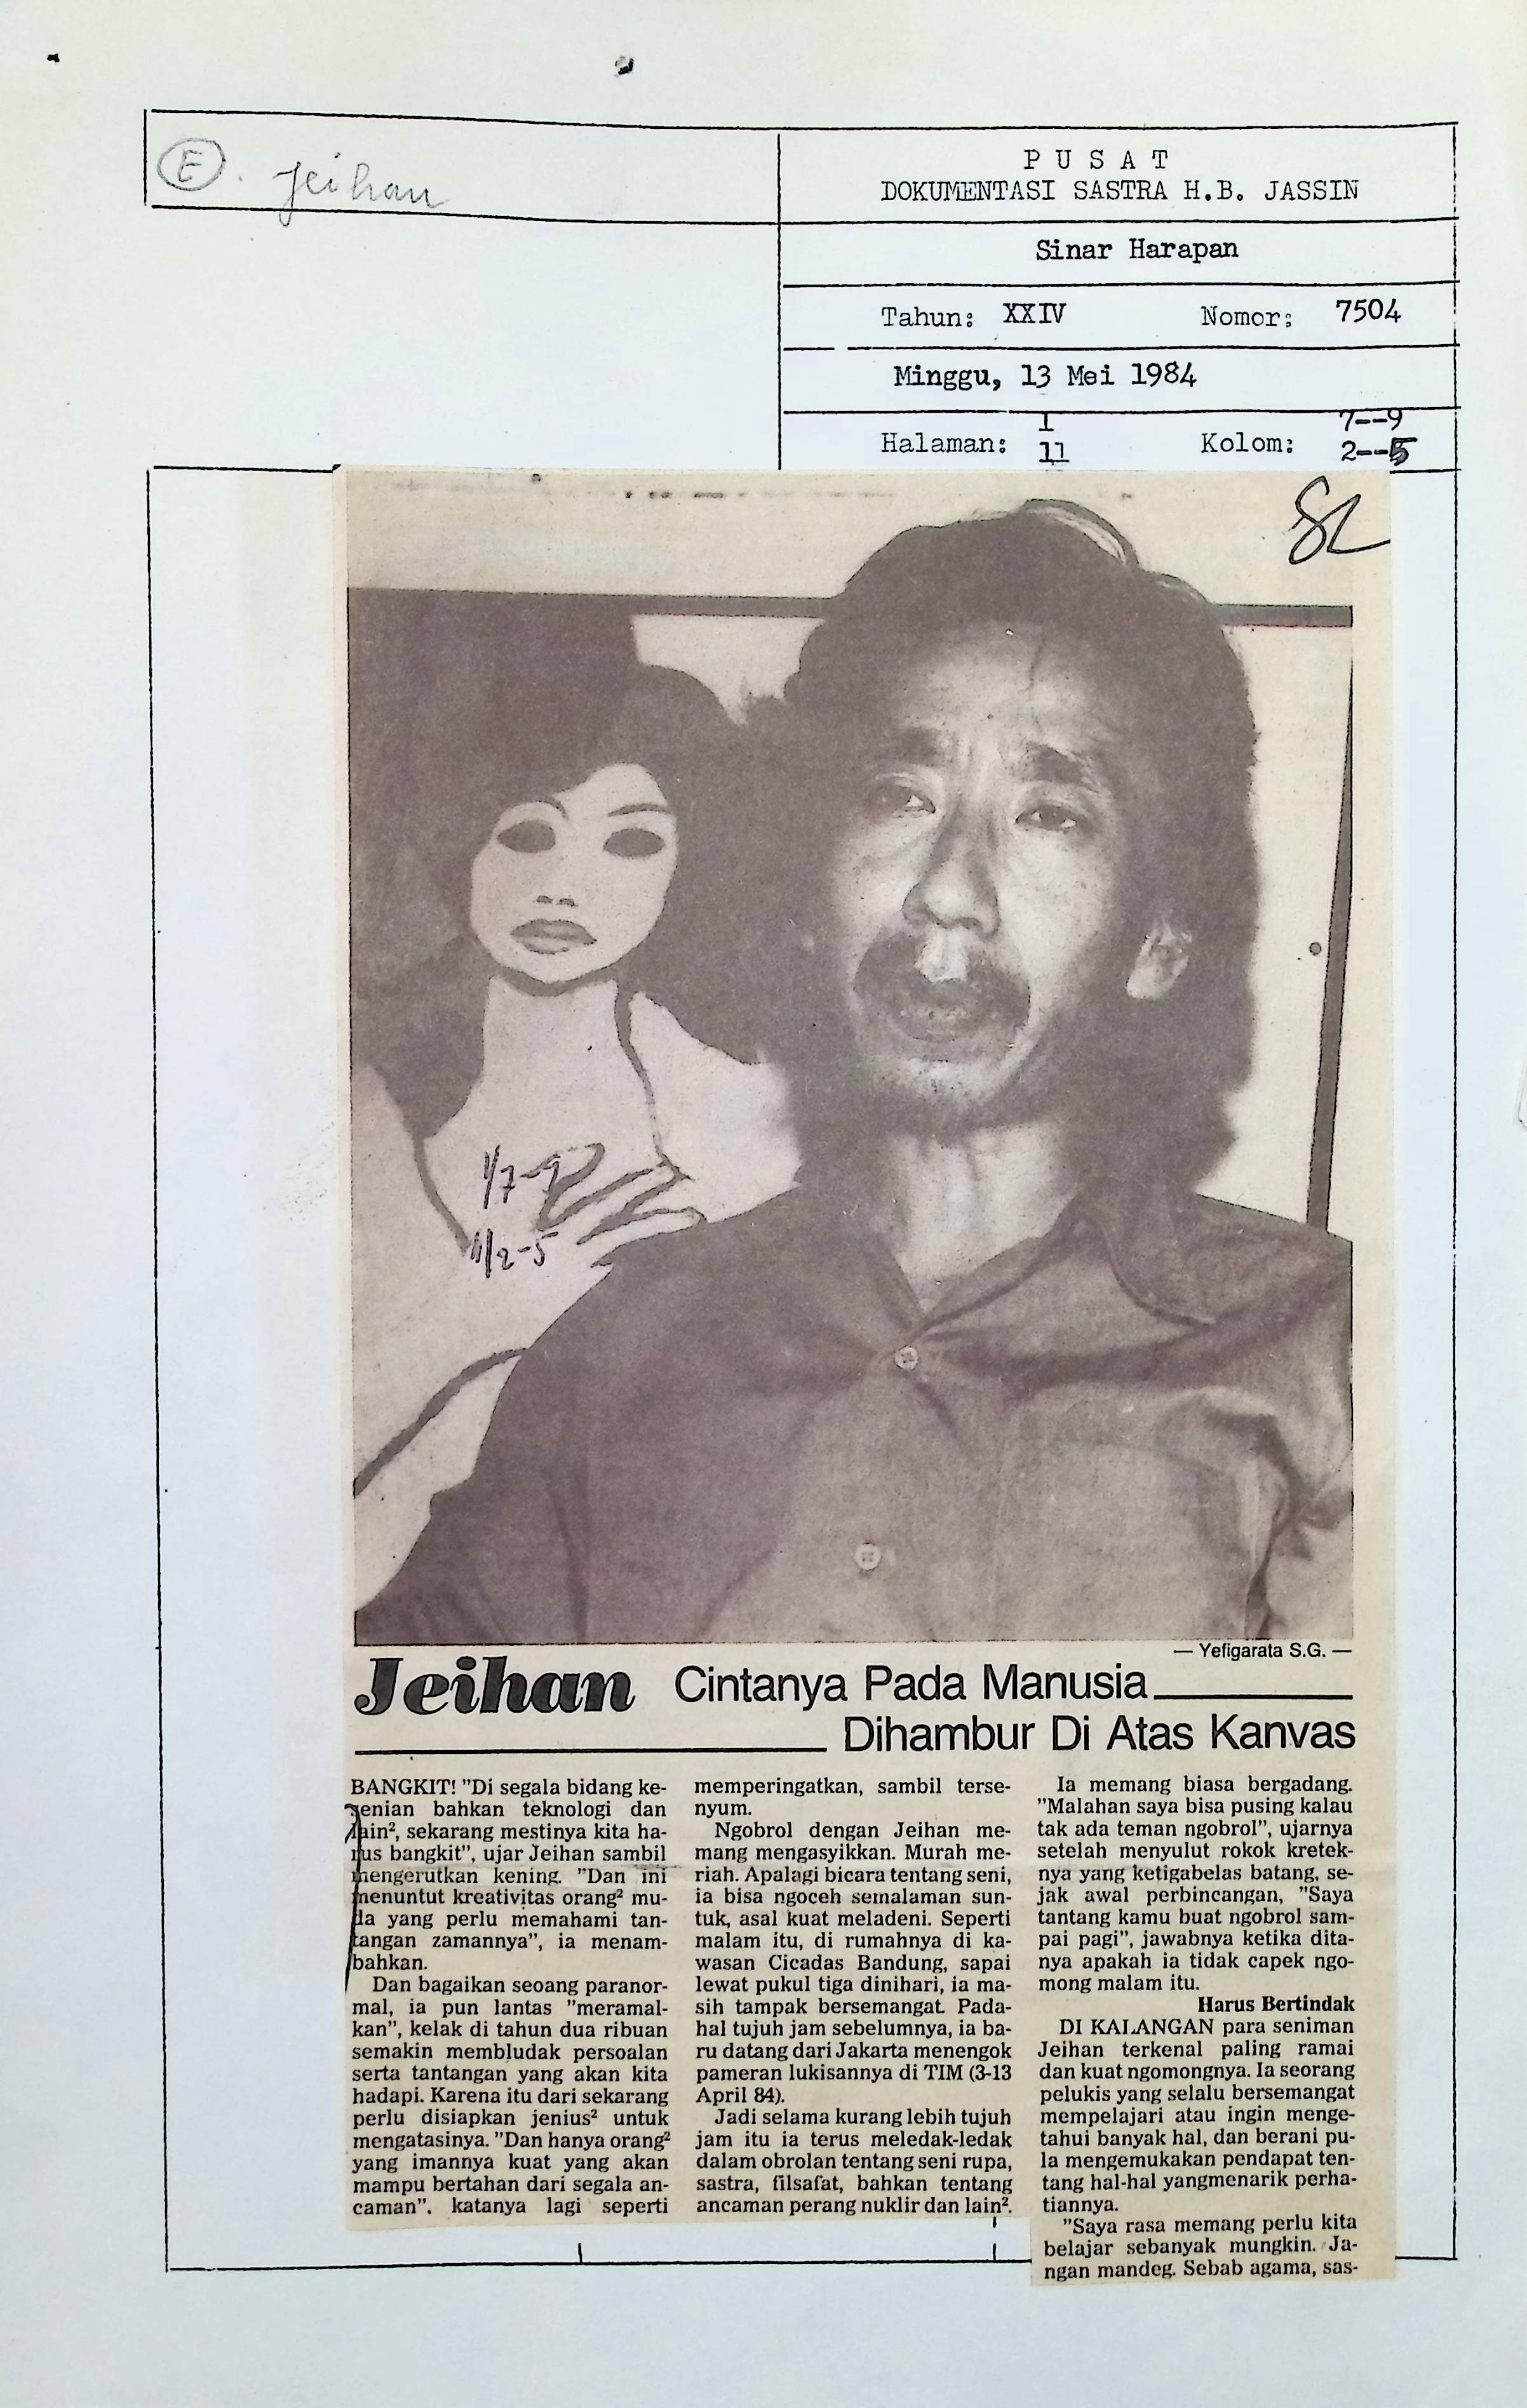 E. Jeihan
P U S A T
DOKUMENTASI SASTRA H.B. JASSIN
Sinar Harapan
Tahun: XXIV Nomor: 7504
Minggu, 13 Mei 1984
Halaman: I Kolom: 7--9
11 2--5
1/7-9
11/2-5
— Yefigarata S.G. —
Jeihan Cintanya Pada Manusia
Dihambur Di Atas Kanvas
BANGKIT! "Di segala bidang ke-
senian bahkan teknologi dan
lain², sekarang mestinya kita ha-
rus bangkit", ujar Jeihan sambil
mengerutkan kening. "Dan ini
menuntut kreativitas orang² mu-
da yang perlu memahami tan-
tangan zamannya", ia menam-
bahkan.
Dan bagaikan seoang paranor-
mal, ia pun lantas "meramal-
kan", kelak di tahun dua ribuan
semakin membludak persoalan
serta tantangan yang akan kita
hadapi. Karena itu dari sekarang
perlu disiapkan jenius² untuk
mengatasinya. "Dan hanya orang²
yang imannya kuat yang akan
mampu bertahan dari segala an-
caman". katanya lagi seperti
memperingatkan, sambil terse-
nyum.
Ngobrol dengan Jeihan me-
mang mengasyikkan. Murah me-
riah. Apalagi bicara tentang seni,
ia bisa ngoceh semalaman sun-
tuk, asal kuat meladeni. Seperti
malam itu, di rumahnya di ka-
wasan Cicadas Bandung, sapai
lewat pukul tiga dinihari, ia ma-
sih tampak bersemangat. Pada-
hal tujuh jam sebelumnya, ia ba-
ru datang dari Jakarta menengok
pameran lukisannya di TIM (3-13
April 84).
Jadi selama kurang lebih tujuh
jam itu ia terus meledak-ledak
dalam obrolan tentang seni rupa,
sastra, filsafat, bahkan tentang
ancaman perang nuklir dan lain².
Ia memang biasa bergadang.
"Malahan saya bisa pusing kalau
tak ada teman ngobrol", ujarnya
setelah menyulut rokok kretek-
nya yang ketigabelas batang, se-
jak awal perbincangan, "Saya
tantang kamu buat ngobrol sam-
pai pagi", jawabnya ketika dita-
nya apakah ia tidak capek ngo-
mong malam itu.
Harus Bertindak
DI KALANGAN para seniman
Jeihan terkenal paling ramai
dan kuat ngomongnya. Ia seorang
pelukis yang selalu bersemangat
mempelajari atau ingin menge-
tahui banyak hal, dan berani pu-
la mengemukakan pendapat ten-
tang hal-hal yangmenarik perha-
tiannya.
"Saya rasa memang perlu kita
belajar sebanyak mungkin. Ja-
ngan mandeg. Sebab agama, sas-